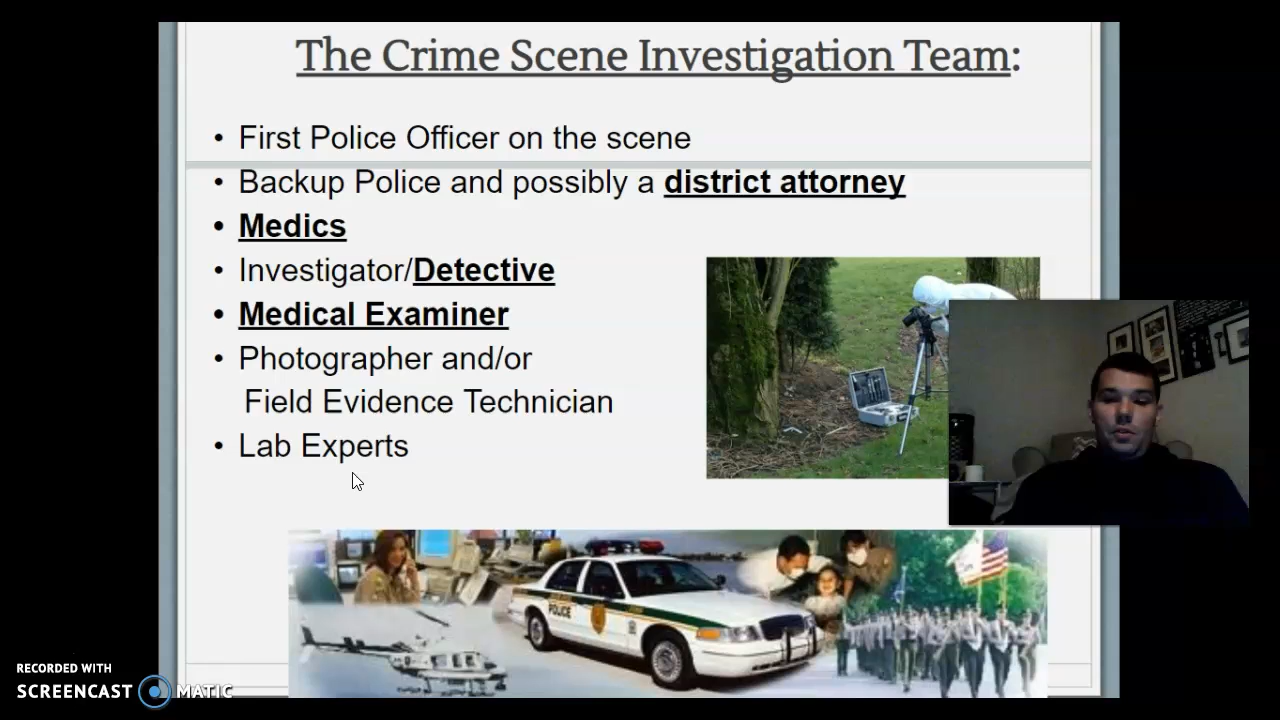 The Crime Scene Investigation Team:
• First Police Officer on the scene
• Backup Police and possibly a district attorney
• Medics
• Investigator/Detective
• Medical Examiner
• Photographer and/or
Field Evidence Technician
• Lab Experts
POLICE
RECORDED WITH
SCREENCAST MATIC